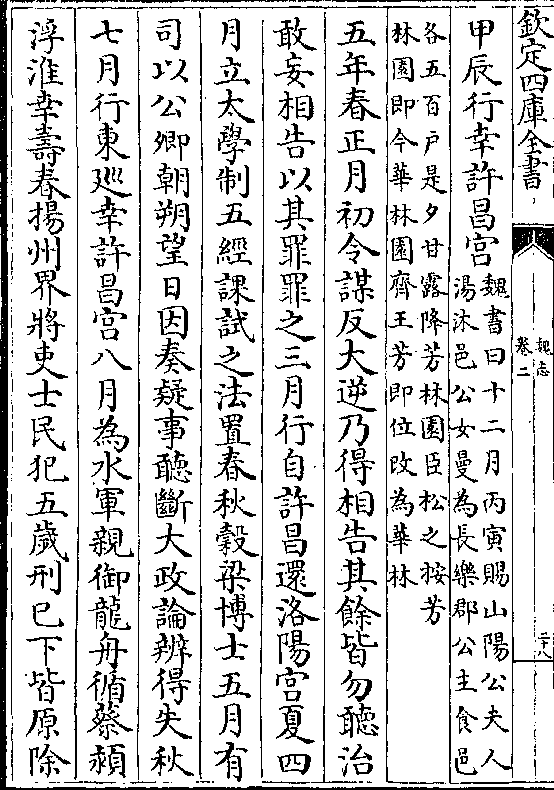 欽定四庫全書
魏志
卷二
二十八
甲辰行幸許昌宮
魏書曰十二月丙寅賜山陽公夫人
湯沐邑公女曼為長樂郡公主食邑
各五百户是夕甘露降芳林園臣松之按芳
林園即今華林園齊王芳即位改為華林
五年春正月初令謀反大逆乃得相告其餘皆勿聽治
敢妄相告以其罪罪之三月行自許昌還洛陽宮夏四
月立太學制五經課試之法置春秋糓梁博士五月有
司以公卿朝朔望日因奏疑事聽斷大政論辨得失秋
七月行東廵幸許昌宮八月為水軍親御龍舟循蔡潁
浮淮幸壽春揚州界將吏士民犯五歲刑已下皆原除